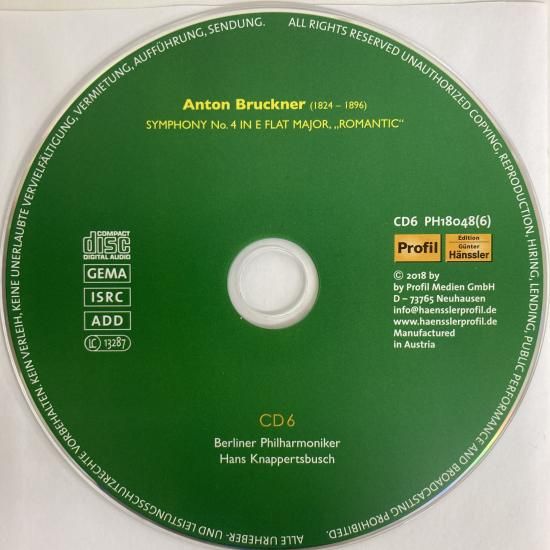 ALLE URHEBER- UND LEISTUNGSSCHUTZRECHTE VORBEHALTEN. KEIN VERLEIH, KEINE UNERLAUBTE VERVIELFÄLTIGUNG, VERMIETUNG, AUFFÜHRUNG, SENDUNG.
ALL RIGHTS RESERVED UNAUTHORIZED COPYING, REPRODUCTION, HIRING, LENDING, PUBLIC PERFORMANCE AND BROADCASTING PROHIBITED.
Anton Bruckner (1824 – 1896)
SYMPHONY No. 4 IN E FLAT MAJOR, „ROMANTIC“
COMPACT
disc
DIGITAL AUDIO
GEMA
ISRC
ADD
LC 13287
CD6 PH18048(6)
Profil
Edition
Günter
Hänssler
© 2018 by
by Profil Medien GmbH
D – 73765 Neuhausen
info@haensslerprofil.de
www.haensslerprofil.de
Manufactured
in Austria
CD 6
Berliner Philharmoniker
Hans Knappertsbusch